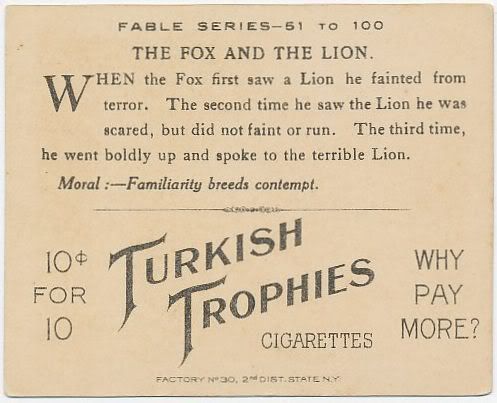 FABLE SERIES-51 TO 100
THE FOX AND THE LION.
WHEN the Fox first saw a Lion he fainted from
terror. The second time he saw the Lion he was
scared, but did not faint or run. The third time,
he went boldly up and spoke to the terrible Lion.
Moral :—Familiarity breeds contempt.
10¢
FOR
10
TURKISH
TROPHIES
CIGARETTES
WHY
PAY
MORE?
FACTORY Nº 30, 2ND DIST. STATE N.Y.